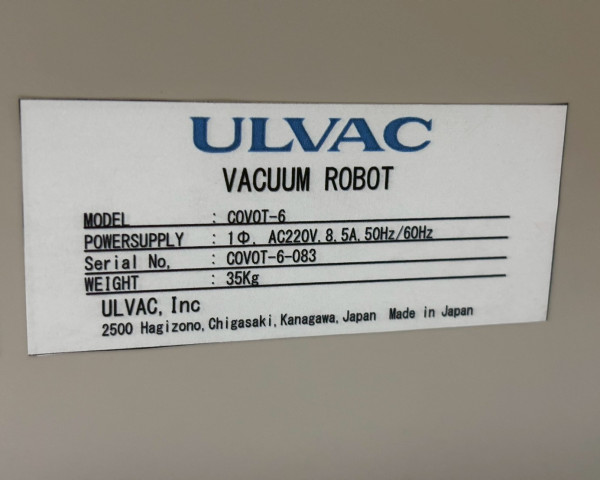 ULVAC
VACUUM ROBOT
MODEL : COVOT-6
POWERSUPPLY : 1Φ, AC220V, 8.5A, 50Hz/60Hz
Serial No. : COVOT-6-083
WEIGHT : 35Kg
ULVAC, Inc
2500 Hagizono, Chigasaki, Kanagawa, Japan Made in Japan